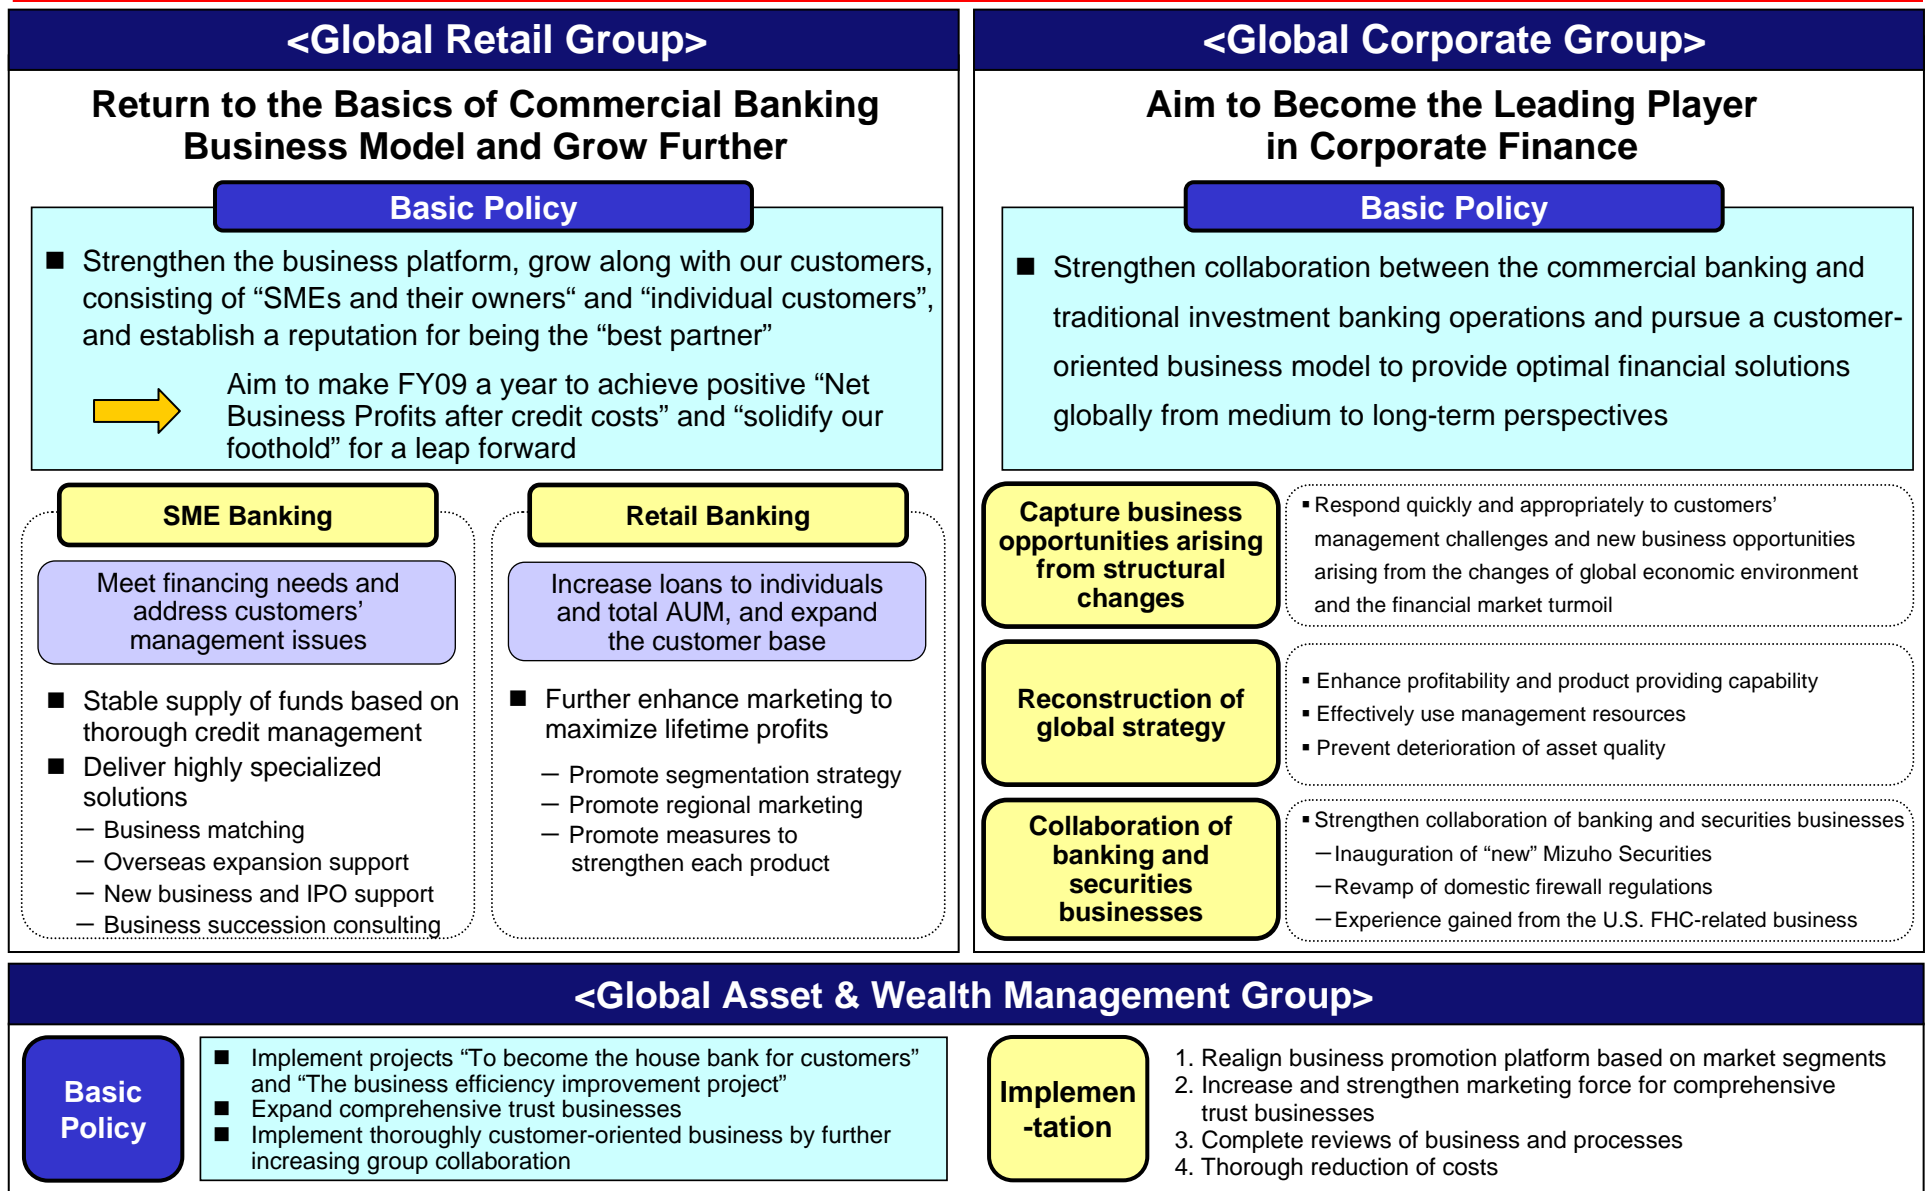 <Global Retail Group>
Return to the Basics of Commercial Banking
Business Model and Grow Further
Basic Policy
■ Strengthen the business platform, grow along with our customers,
consisting of “SMEs and their owners“ and “individual customers”,
and establish a reputation for being the “best partner”
Aim to make FY09 a year to achieve positive “Net
Business Profits after credit costs” and “solidify our
foothold” for a leap forward
SME Banking
Meet financing needs and
address customers’
management issues
■ Stable supply of funds based on
thorough credit management
■ Deliver highly specialized
solutions
― Business matching
― Overseas expansion support
― New business and IPO support
― Business succession consulting
Retail Banking
Increase loans to individuals
and total AUM, and expand
the customer base
■ Further enhance marketing to
maximize lifetime profits
― Promote segmentation strategy
― Promote regional marketing
― Promote measures to
strengthen each product
<Global Corporate Group>
Aim to Become the Leading Player
in Corporate Finance
Basic Policy
■ Strengthen collaboration between the commercial banking and
traditional investment banking operations and pursue a customer-
oriented business model to provide optimal financial solutions
globally from medium to long-term perspectives
Capture business
opportunities arising
from structural
changes
▪ Respond quickly and appropriately to customers’
management challenges and new business opportunities
arising from the changes of global economic environment
and the financial market turmoil
Reconstruction of
global strategy
▪ Enhance profitability and product providing capability
▪ Effectively use management resources
▪ Prevent deterioration of asset quality
Collaboration of
banking and
securities
businesses
▪ Strengthen collaboration of banking and securities businesses
―Inauguration of “new” Mizuho Securities
―Revamp of domestic firewall regulations
―Experience gained from the U.S. FHC-related business
<Global Asset & Wealth Management Group>
Basic
Policy
■ Implement projects “To become the house bank for customers”
and “The business efficiency improvement project”
■ Expand comprehensive trust businesses
■ Implement thoroughly customer-oriented business by further
increasing group collaboration
Implemen
-tation
1. Realign business promotion platform based on market segments
2. Increase and strengthen marketing force for comprehensive
trust businesses
3. Complete reviews of business and processes
4. Thorough reduction of costs